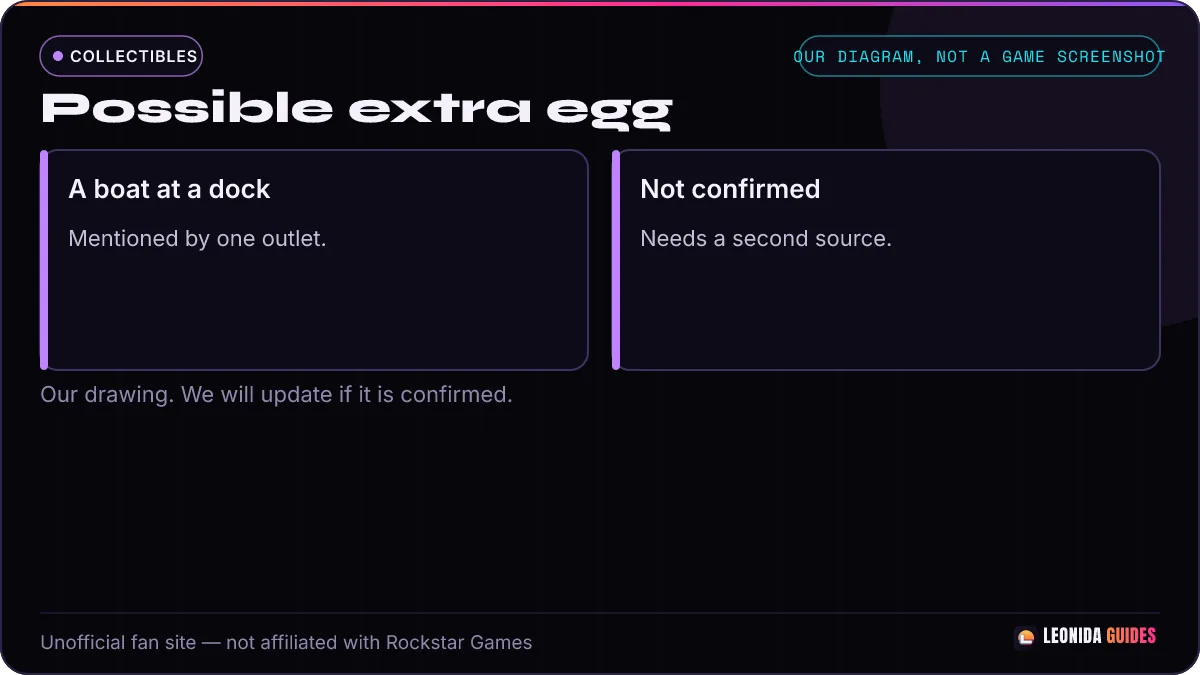 COLLECTIBLES
OUR DIAGRAM, NOT A GAME SCREENSHOT
Possible extra egg
A boat at a dock
Mentioned by one outlet.
Not confirmed
Needs a second source.
Our drawing. We will update if it is confirmed.
Unofficial fan site — not affiliated with Rockstar Games
LEONIDA GUIDES